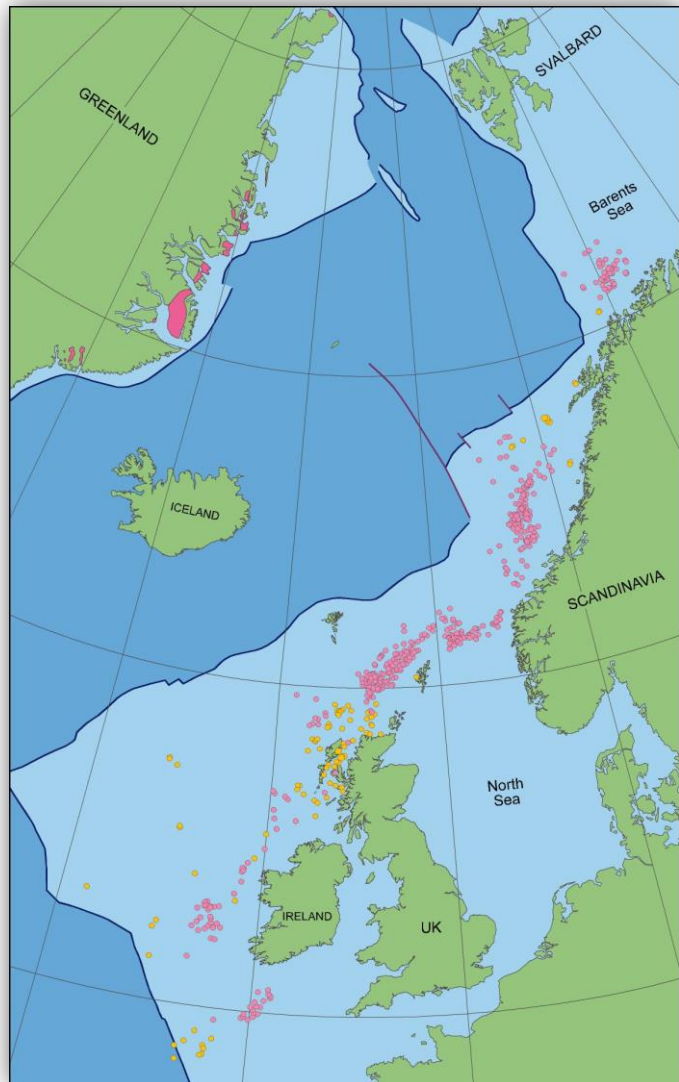 SVALBARD
GREENLAND
Barents
Sea
ICELAND
SCANDINAVIA
North
Sea
IRELAND
UK